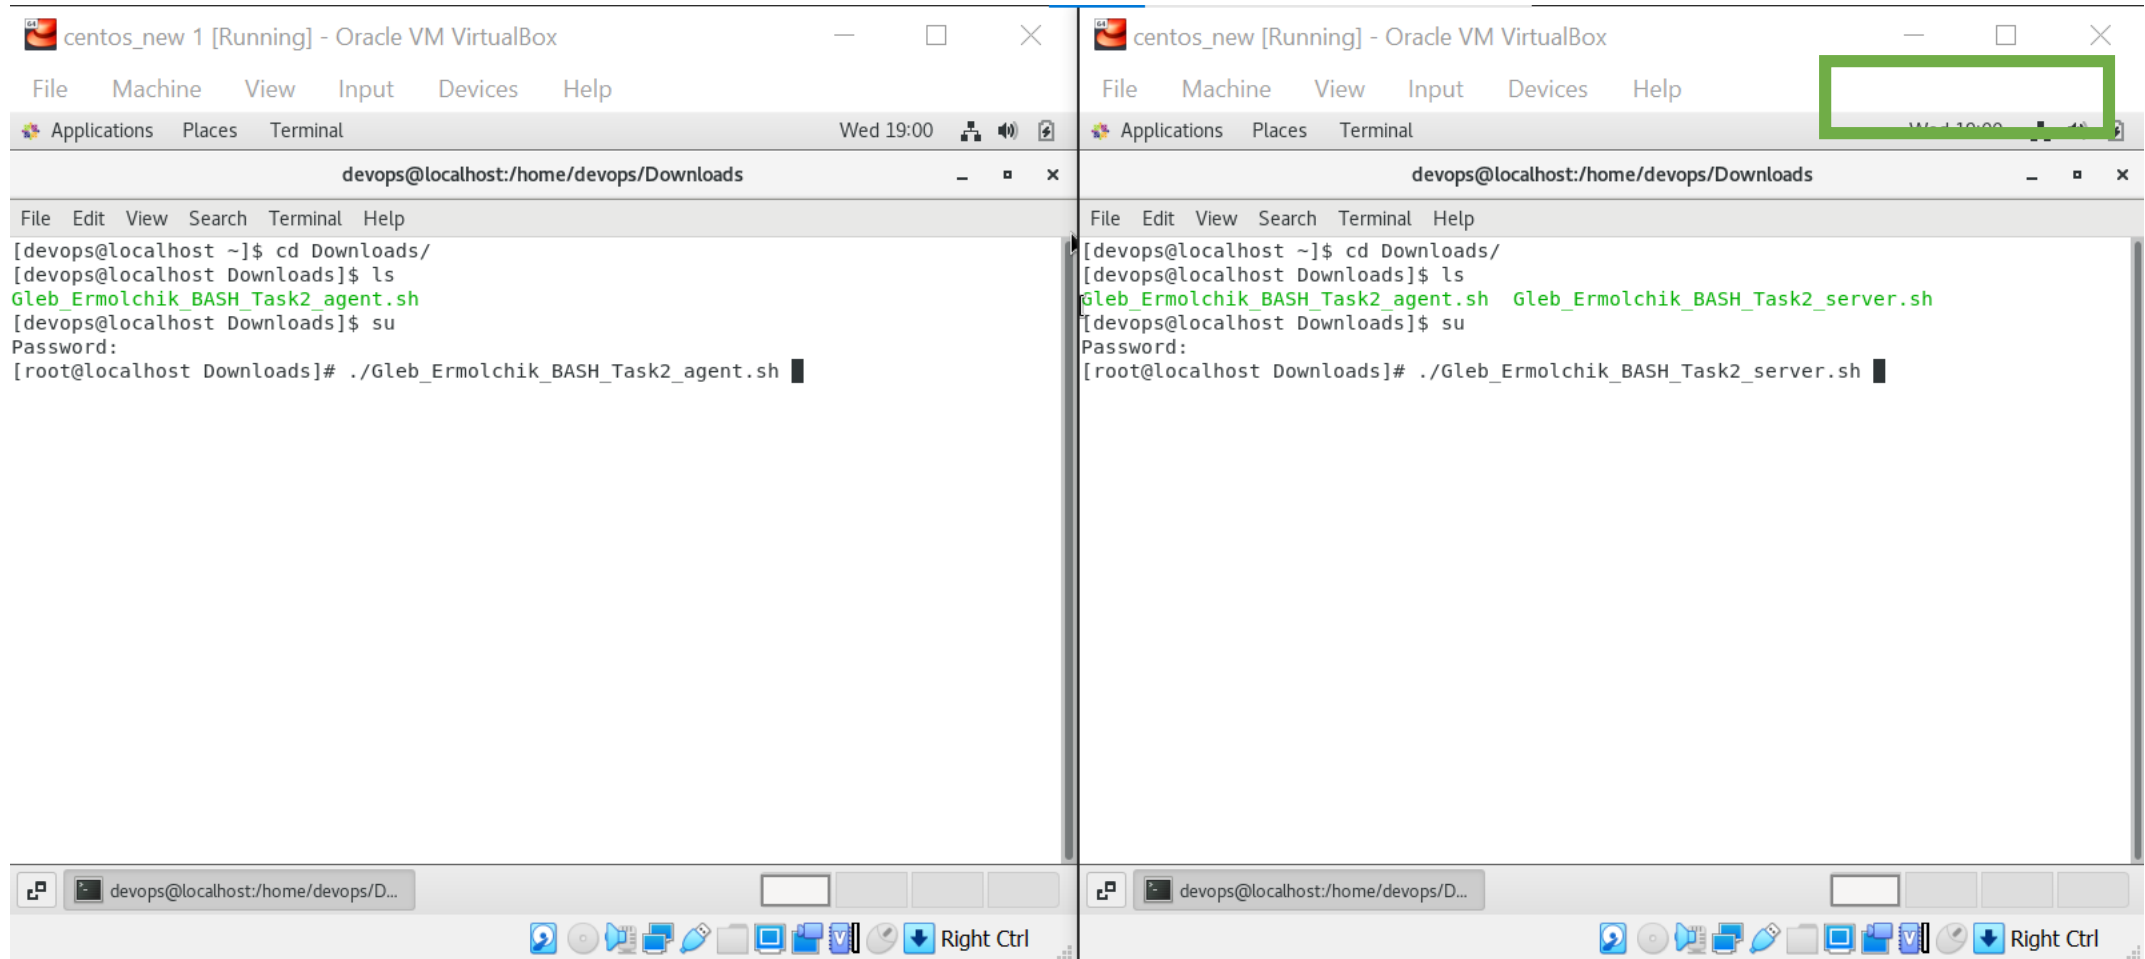 centos_new 1 [Running] - Oracle VM VirtualBox
File Machine View Input Devices Help
Applications Places Terminal Wed 19:00
devops@localhost:/home/devops/Downloads
File Edit View Search Terminal Help
[devops@localhost ~]$ cd Downloads/
[devops@localhost Downloads]$ ls
Gleb_Ermolchik_BASH_Task2_agent.sh
[devops@localhost Downloads]$ su
Password:
[root@localhost Downloads]# ./Gleb_Ermolchik_BASH_Task2_agent.sh
devops@localhost:/home/devops/D...
Right Ctrl
centos_new [Running] - Oracle VM VirtualBox
File Machine View Input Devices Help
Applications Places Terminal Wed 19:00
devops@localhost:/home/devops/Downloads
File Edit View Search Terminal Help
[devops@localhost ~]$ cd Downloads/
[devops@localhost Downloads]$ ls
Gleb_Ermolchik_BASH_Task2_agent.sh Gleb_Ermolchik_BASH_Task2_server.sh
[devops@localhost Downloads]$ su
Password:
[root@localhost Downloads]# ./Gleb_Ermolchik_BASH_Task2_server.sh
devops@localhost:/home/devops/D...
Right Ctrl